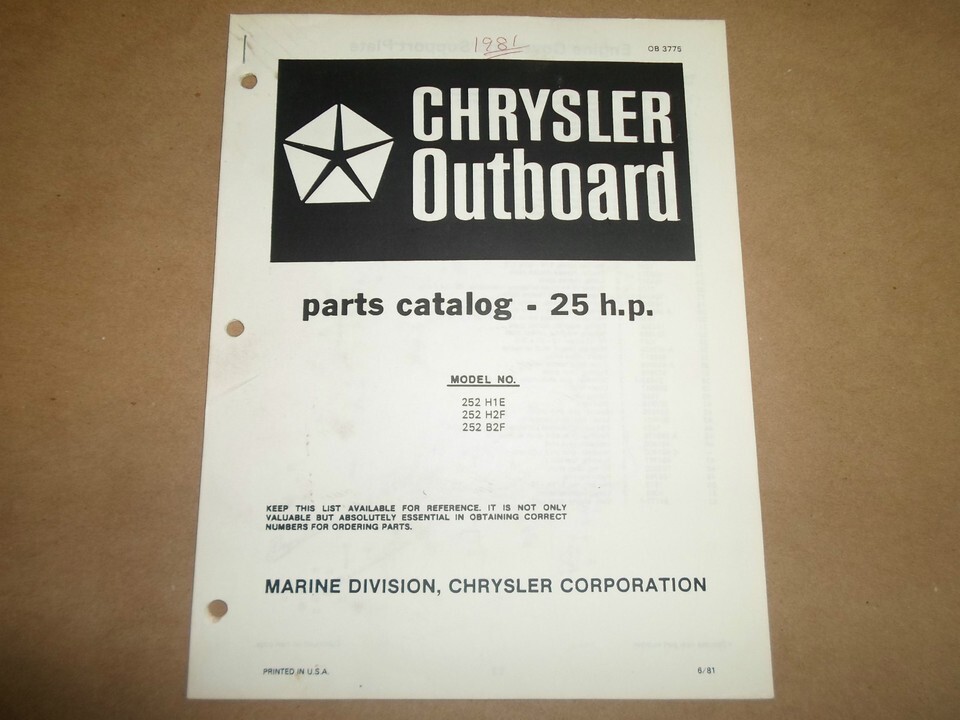 1981
OB 3775
CHRYSLER
Outboard
parts catalog - 25 h.p.
MODEL NO.
252 H1E
252 H2F
252 B2F
KEEP THIS LIST AVAILABLE FOR REFERENCE. IT IS NOT ONLY
VALUABLE BUT ABSOLUTELY ESSENTIAL IN OBTAINING CORRECT
NUMBERS FOR ORDERING PARTS.
MARINE DIVISION, CHRYSLER CORPORATION
PRINTED IN U.S.A.
6/81